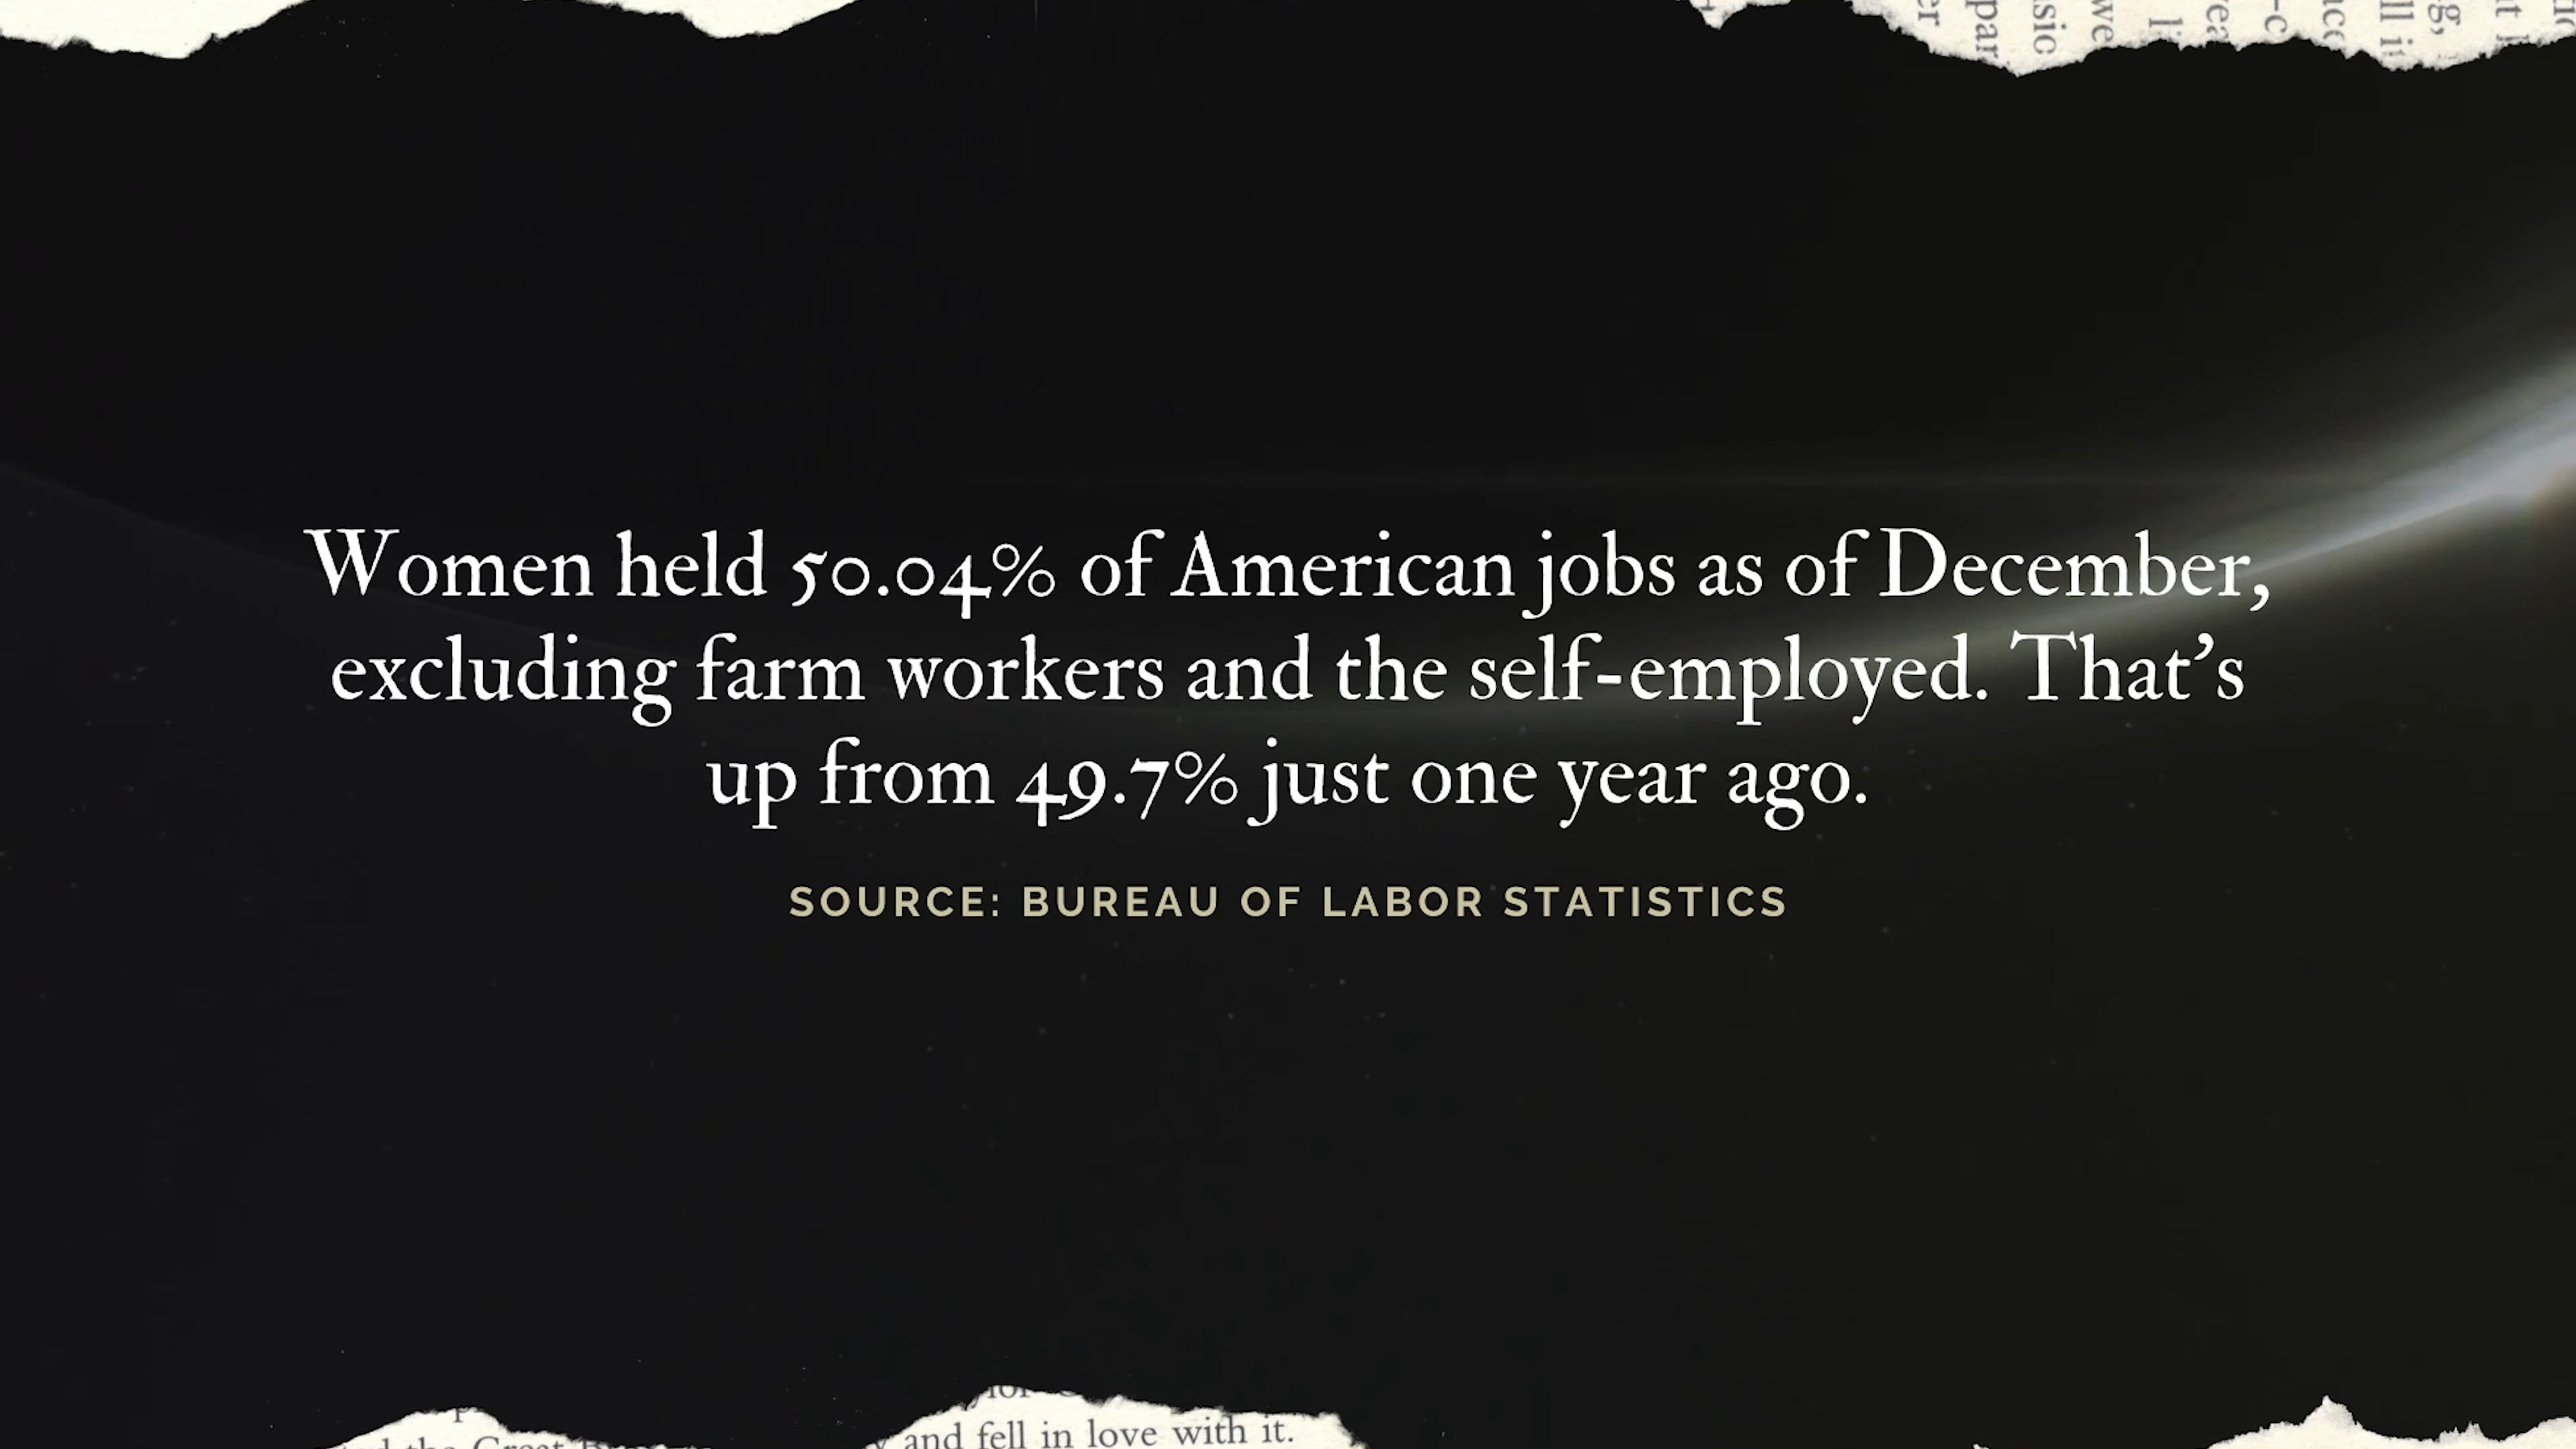 Women held 50.04% of American jobs as of December,
excluding farm workers and the self-employed. That's
up from 49.7% just one year ago.
SOURCE: BUREAU OF LABOR STATISTICS
and fell in love with it.